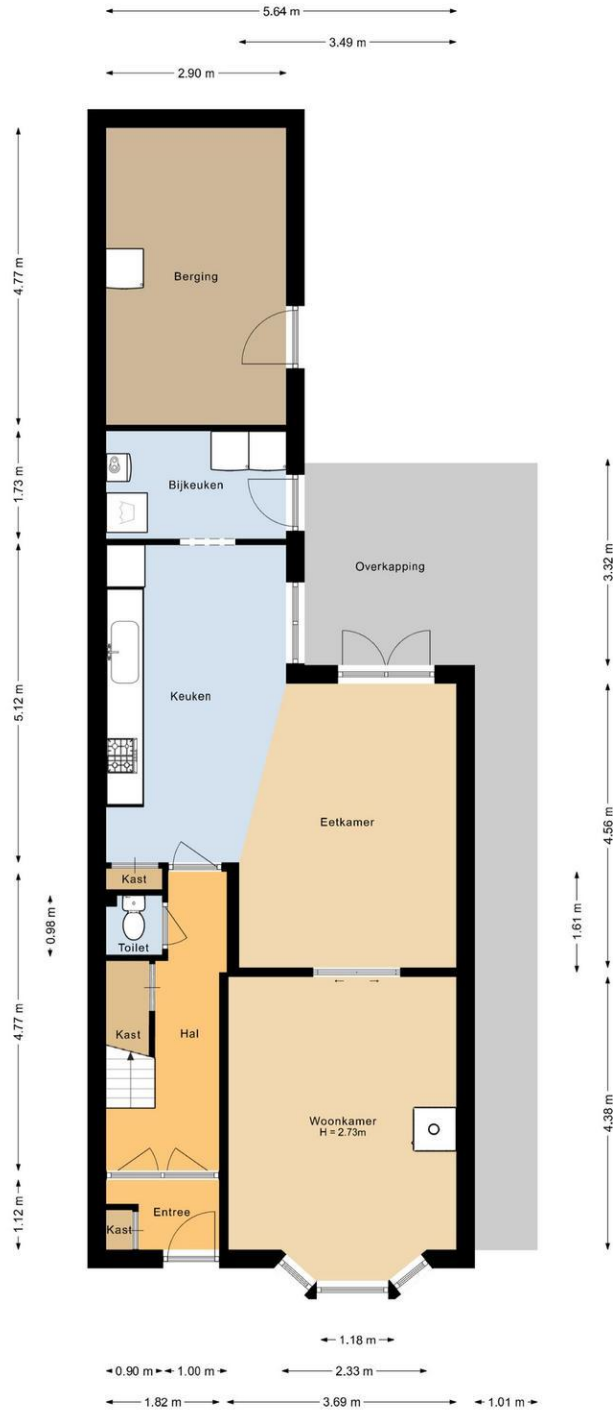 5.64 m
3.49 m
2.90 m
4.77 m
Berging
1.73 m
Bijkeuken
3.32 m
Overkapping
5.12 m
Keuken
4.56 m
Eetkamer
Kast
0.98 m
1.61 m
Toilet
4.77 m
Kast
Hal
4.38 m
Woonkamer
H = 2.73m
1.12 m
Entree
Kast
1.18 m
0.90 m
1.00 m
2.33 m
1.82 m
3.69 m
1.01 m